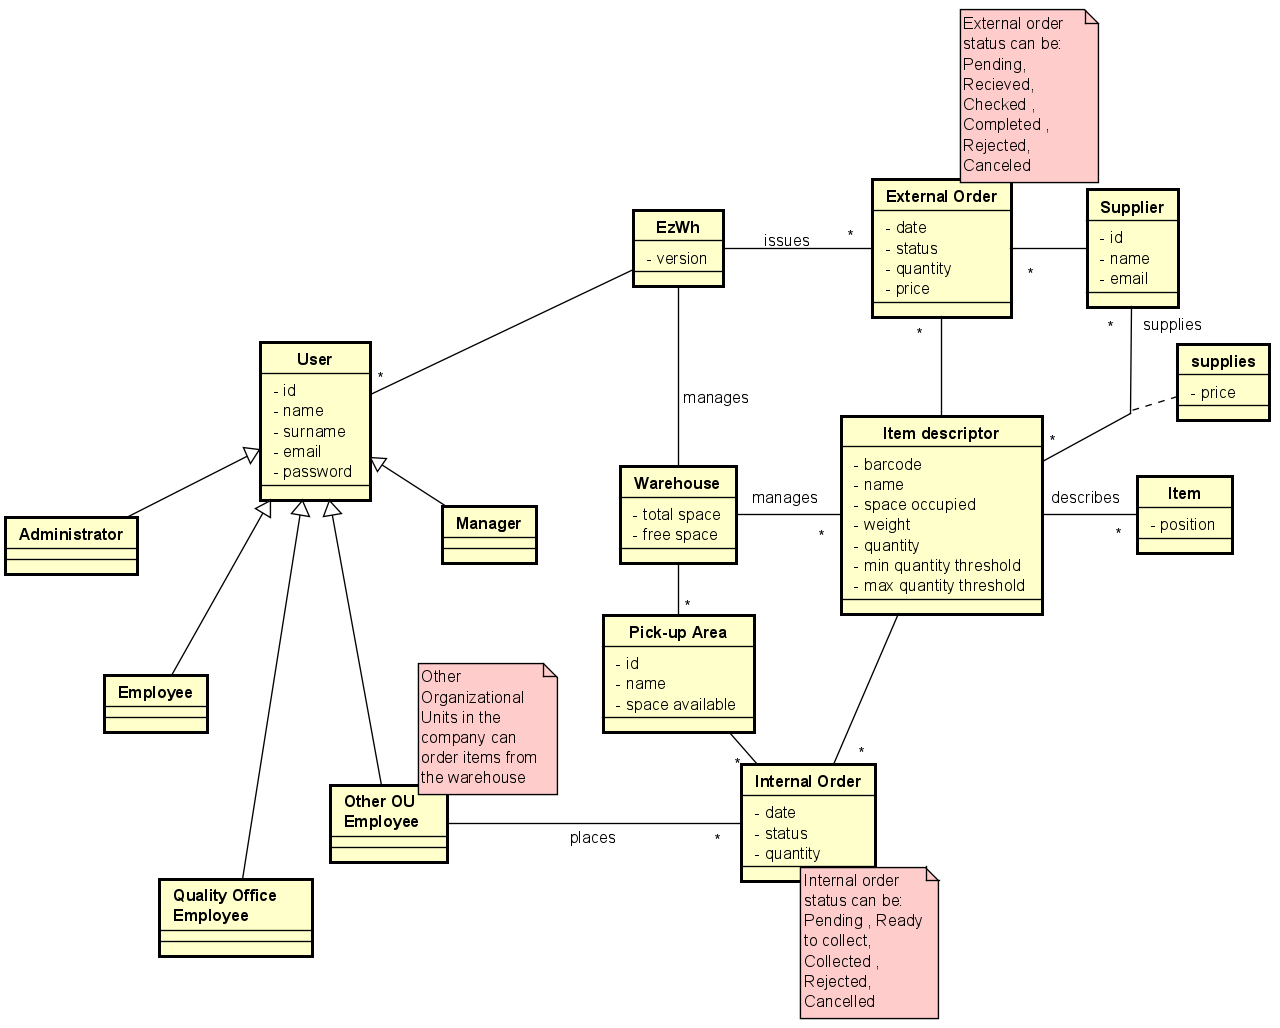 External order
status can be:
Pending,
Recieved,
Checked ,
Completed ,
Rejected,
Canceled
External Order
- date
- status
- quantity
- price
Supplier
- id
- name
- email
EzWh
- version
issues
*
*
*
*
supplies
supplies
- price
User
- id
- name
- surname
- email
- password
*
manages
Item descriptor
- barcode
- name
- space occupied
- weight
- quantity
- min quantity threshold
- max quantity threshold
*
Warehouse
- total space
- free space
manages
*
describes
*
Item
- position
Administrator
Manager
*
Pick-up Area
- id
- name
- space available
Employee
Other
Organizational
Units in the
company can
order items from
the warehouse
*
*
Internal Order
- date
- status
- quantity
Other OU
Employee
places
*
Quality Office
Employee
Internal order
status can be:
Pending , Ready
to collect,
Collected ,
Rejected,
Cancelled